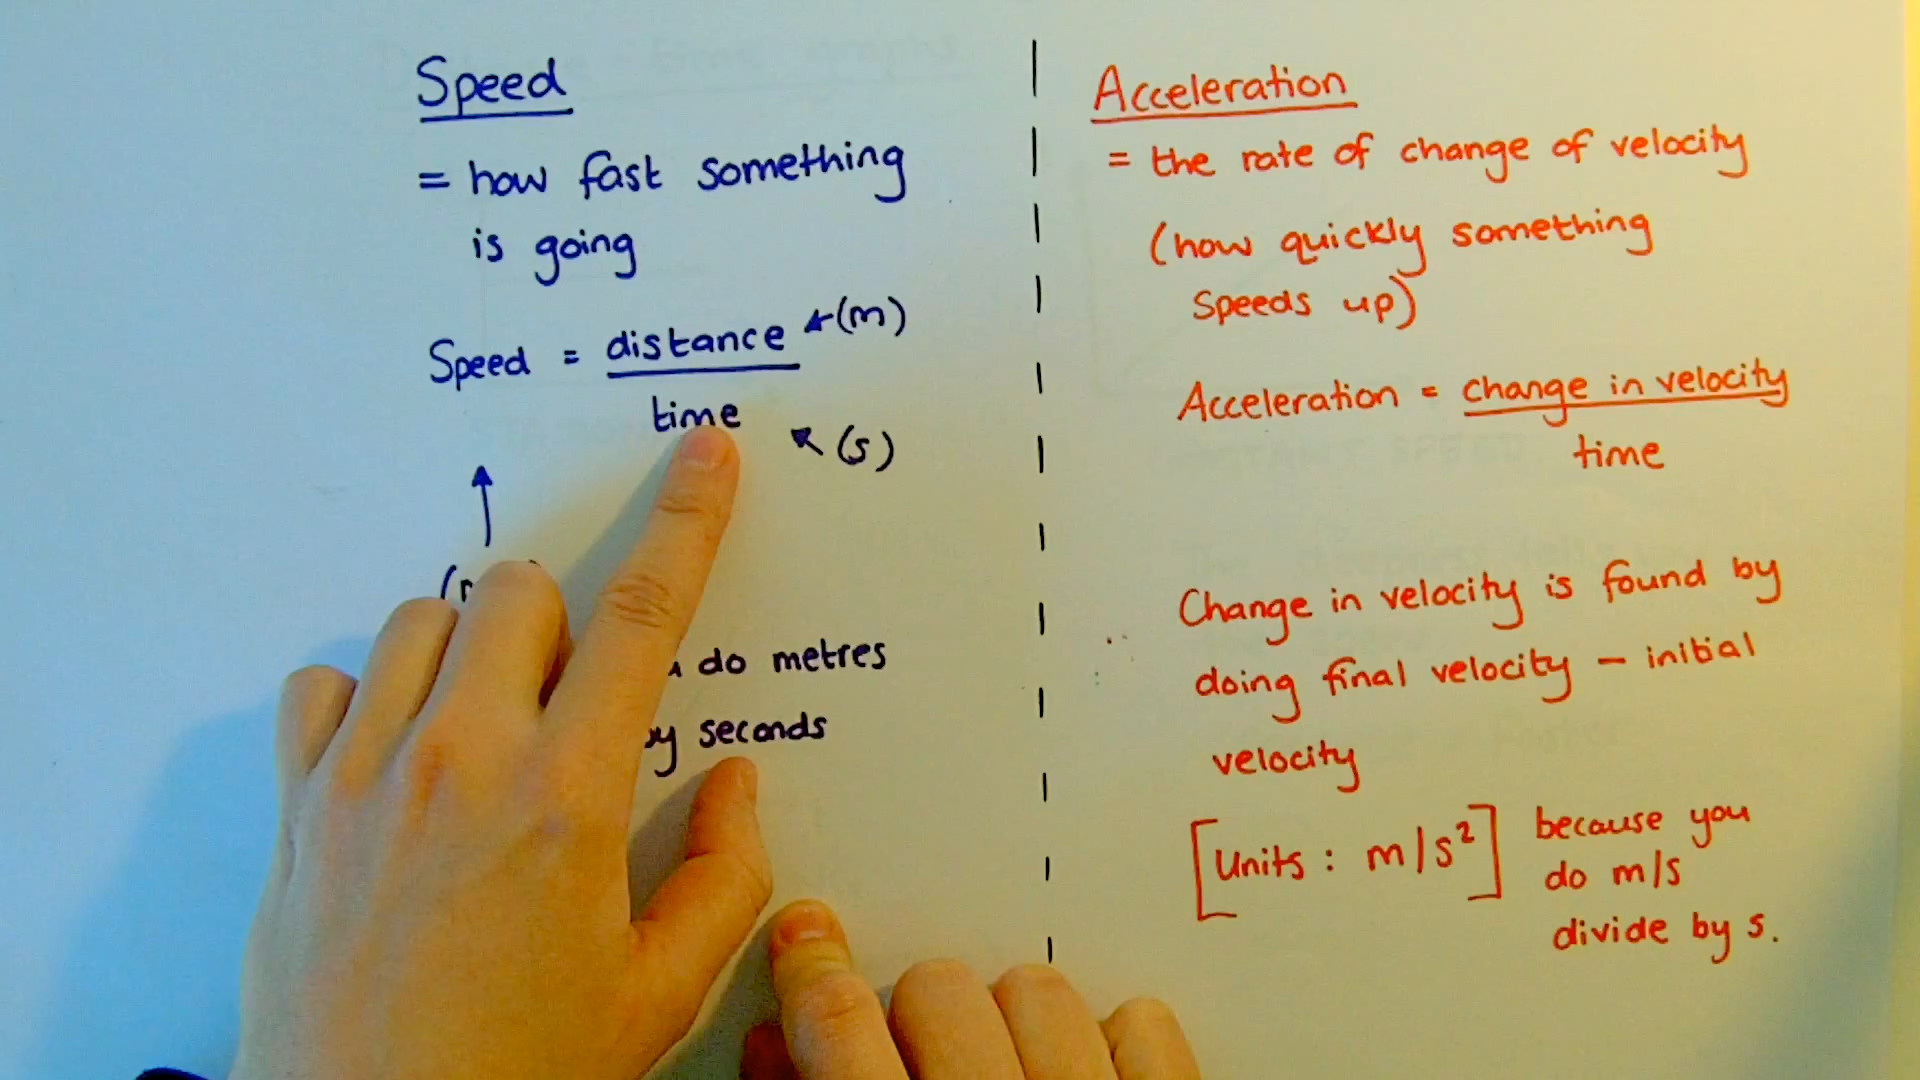 Speed
= how fast something
is going
Speed = distance (m)
time (s)
do metres
by seconds
Acceleration
= the rate of change of velocity
(how quickly something
speeds up)
Acceleration = change in velocity
time
Change in velocity is found by
doing final velocity - initial
velocity
[Units: m/s²] because you
do m/s
divide by s.